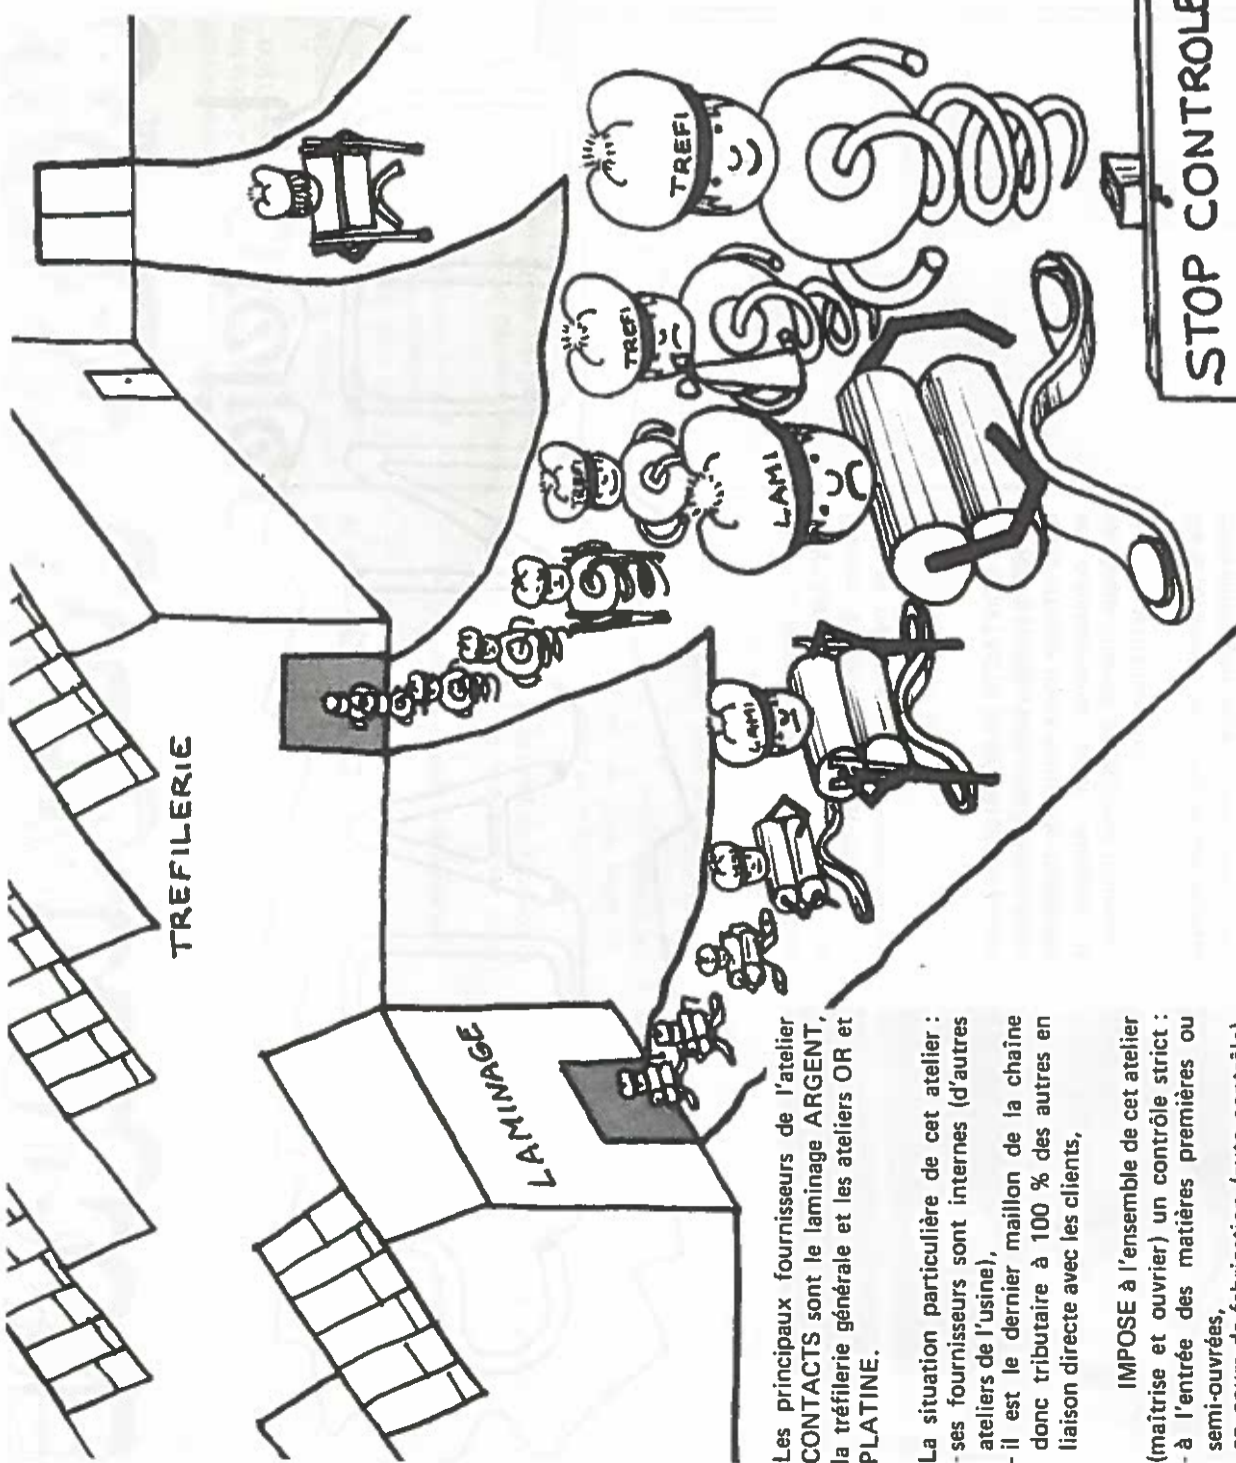 TREFILERIE
LAMINAGE
TREFI
TREFI
TREFI
LAMI
LAMI
STOP CONTROLE
Les principaux fournisseurs de l'atelier
CONTACTS sont le laminage ARGENT,
la tréfilerie générale et les ateliers OR et
PLATINE.
La situation particulière de cet atelier :
- ses fournisseurs sont internes (d'autres
ateliers de l'usine),
- il est le dernier maillon de la chaîne
donc tributaire à 100 % des autres en
liaison directe avec les clients,
IMPOSE à l'ensemble de cet atelier
(maîtrise et ouvrier) un contrôle strict :
- à l'entrée des matières premières ou
semi-ouvrées,